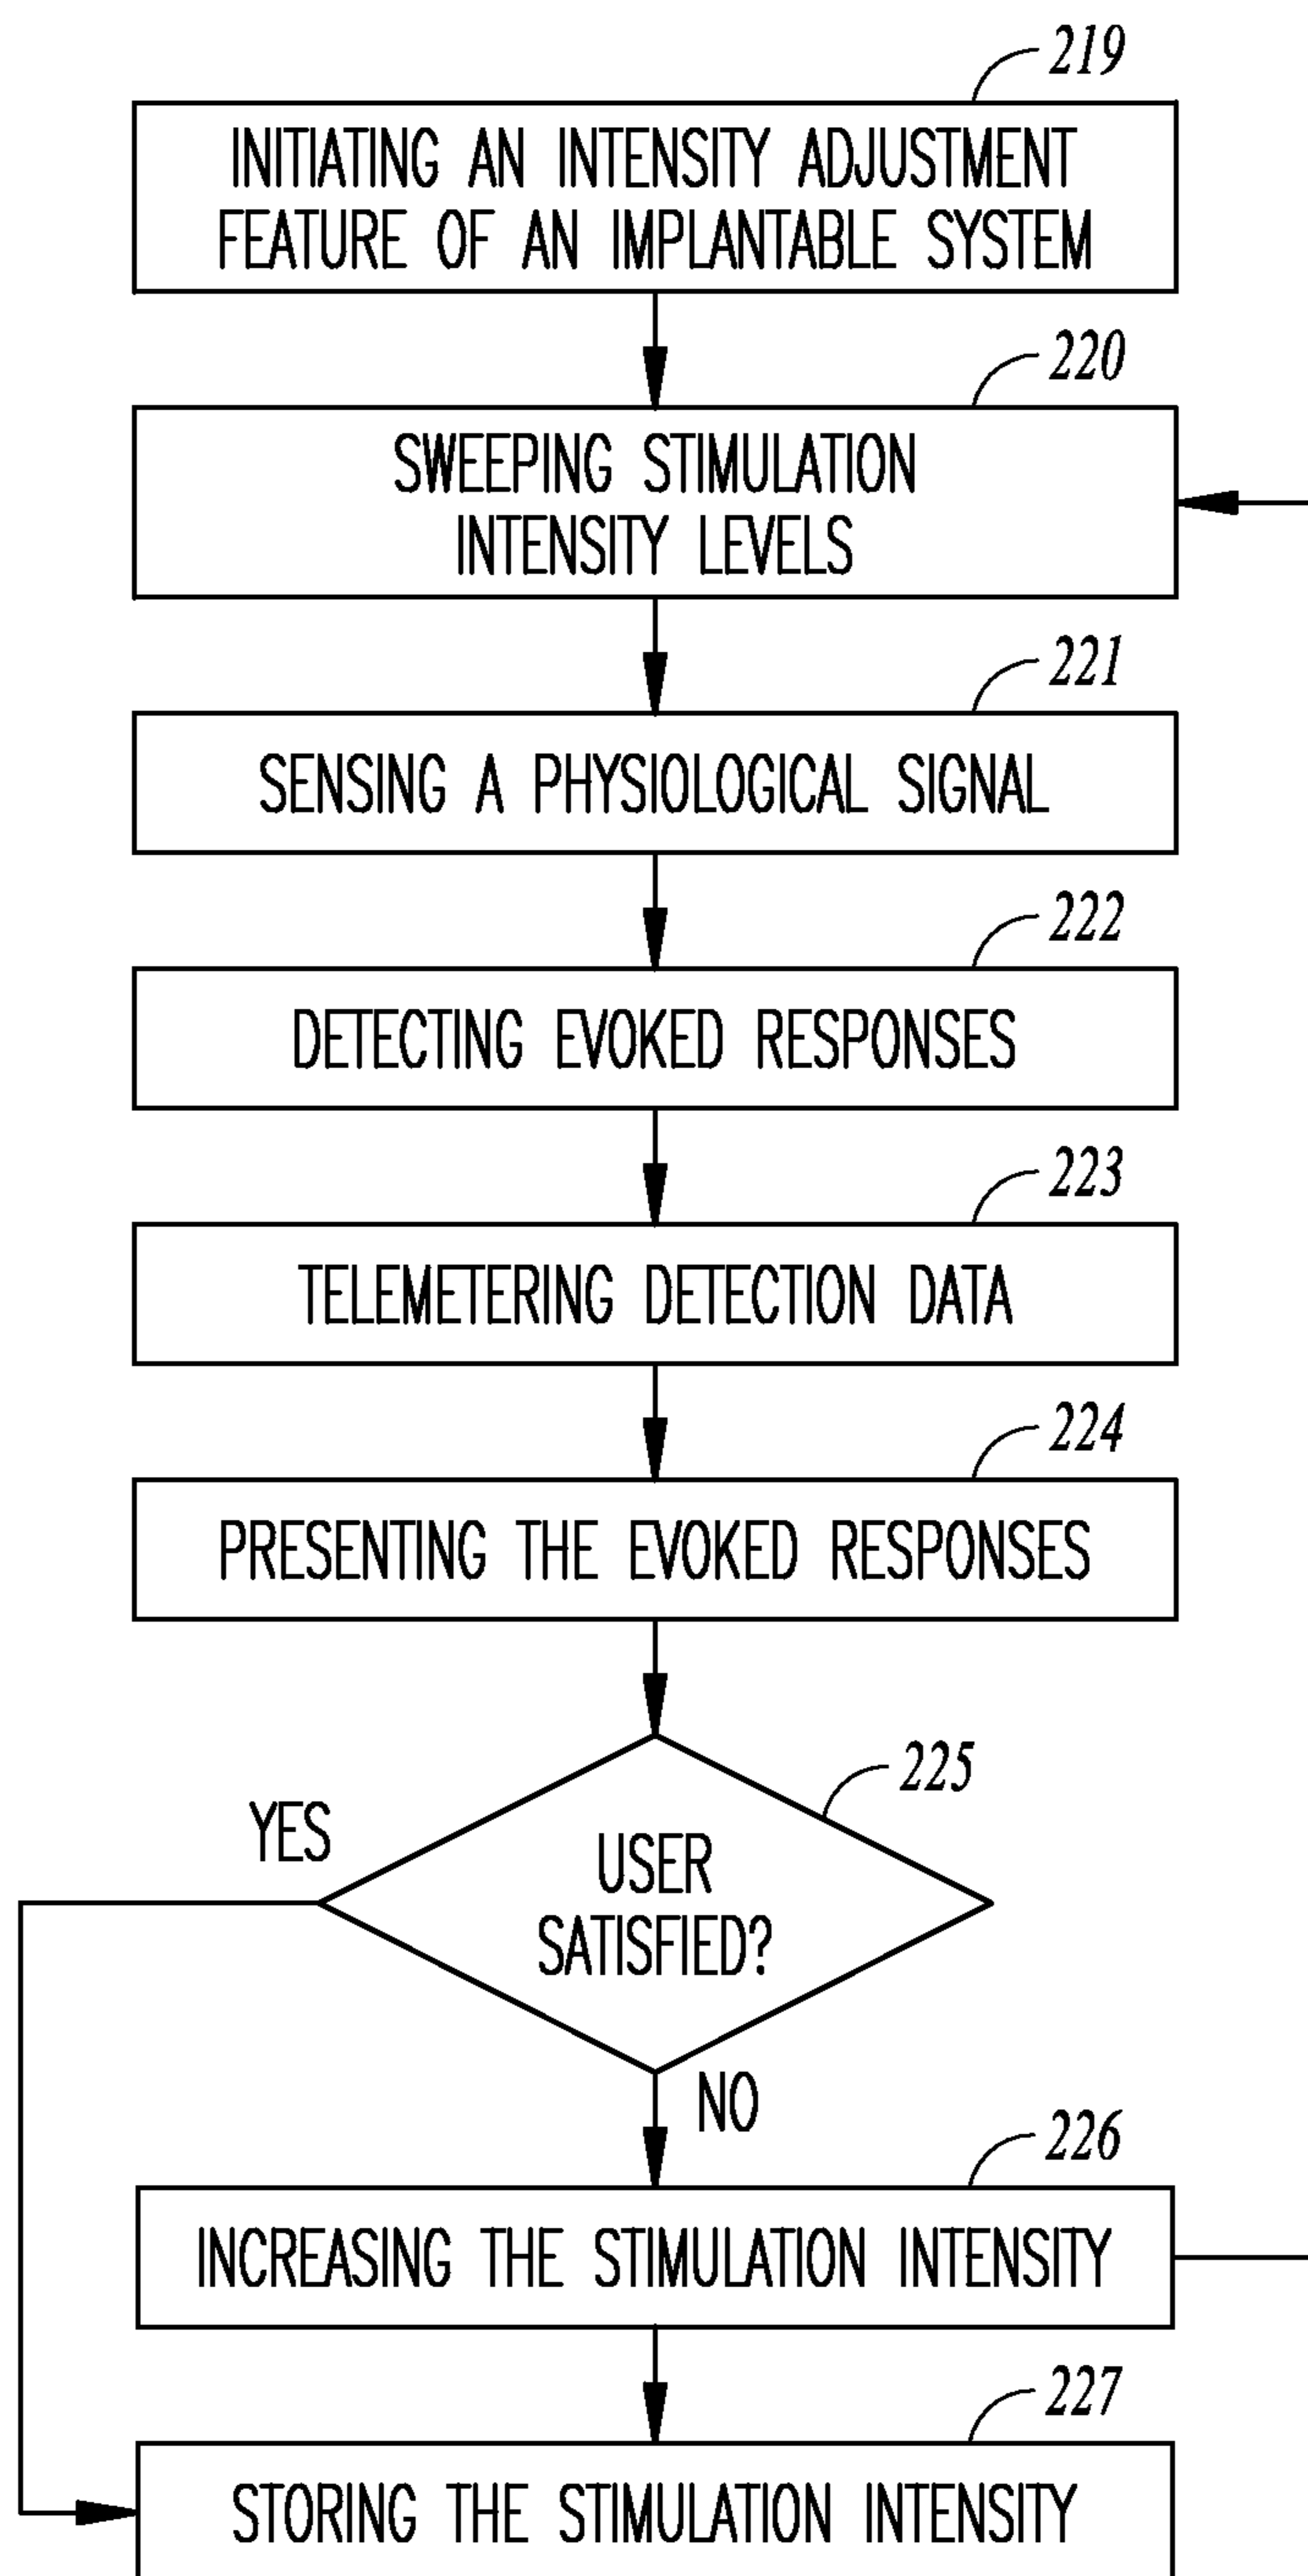 219
INITIATING AN INTENSITY ADJUSTMENT
FEATURE OF AN IMPLANTABLE SYSTEM
220
SWEEPING STIMULATION
INTENSITY LEVELS
221
SENSING A PHYSIOLOGICAL SIGNAL
222
DETECTING EVOKED RESPONSES
223
TELEMETERING DETECTION DATA
224
PRESENTING THE EVOKED RESPONSES
225
YES
USER
SATISFIED?
NO
226
INCREASING THE STIMULATION INTENSITY
227
STORING THE STIMULATION INTENSITY